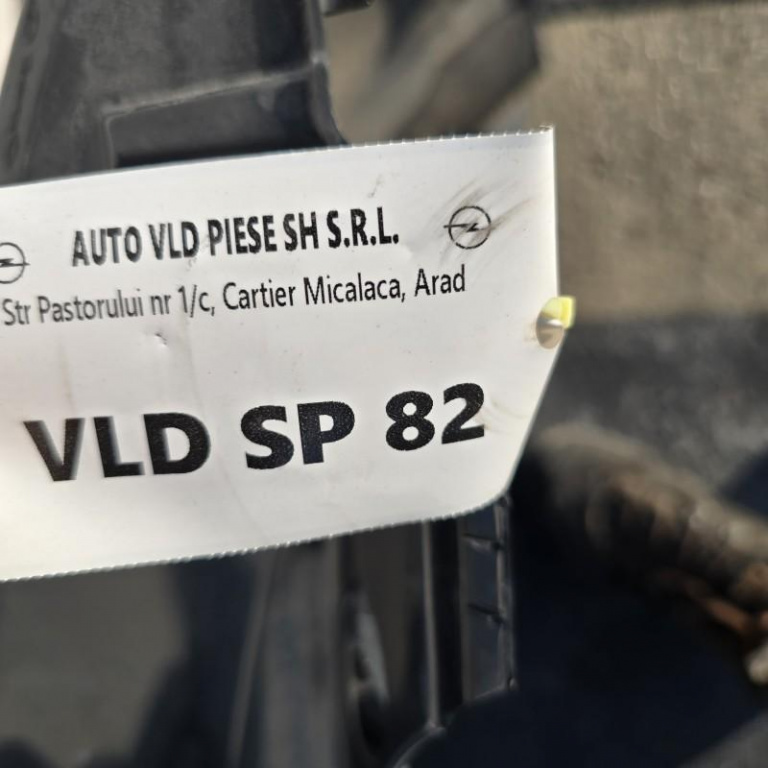 AUTO VLD PIESE SH S.R.L.
Str Pastorului nr 1/c, Cartier Micalaca, Arad
VLD SP 82